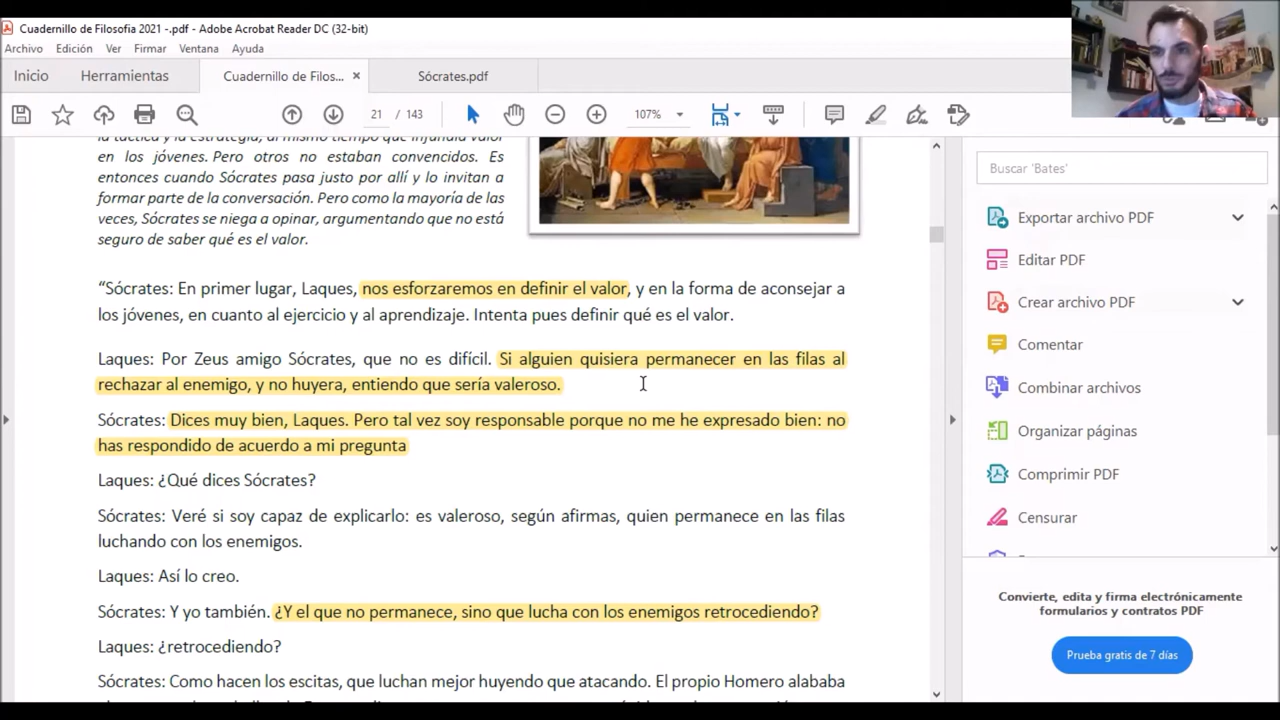 Cuadernillo de Filosofia 2021 -.pdf - Adobe Acrobat Reader DC (32-bit)
Archivo Edición Ver Firmar Ventana Ayuda
Inicio Herramientas Cuadernillo de Filos... × Sócrates.pdf
21 / 143 107%
la táctica y la estrategia, al mismo tiempo que infundía valor
en los jóvenes. Pero otros no estaban convencidos. Es
entonces cuando Sócrates pasa justo por allí y lo invitan a
formar parte de la conversación. Pero como la mayoría de las
veces, Sócrates se niega a opinar, argumentando que no está
seguro de saber qué es el valor.
“Sócrates: En primer lugar, Laques, nos esforzaremos en definir el valor, y en la forma de aconsejar a
los jóvenes, en cuanto al ejercicio y al aprendizaje. Intenta pues definir qué es el valor.
Laques: Por Zeus amigo Sócrates, que no es difícil. Si alguien quisiera permanecer en las filas al
rechazar al enemigo, y no huyera, entiendo que sería valeroso.
Sócrates: Dices muy bien, Laques. Pero tal vez soy responsable porque no me he expresado bien: no
has respondido de acuerdo a mi pregunta
Laques: ¿Qué dices Sócrates?
Sócrates: Veré si soy capaz de explicarlo: es valeroso, según afirmas, quien permanece en las filas
luchando con los enemigos.
Laques: Así lo creo.
Sócrates: Y yo también. ¿Y el que no permanece, sino que lucha con los enemigos retrocediendo?
Laques: ¿retrocediendo?
Sócrates: Como hacen los escitas, que luchan mejor huyendo que atacando. El propio Homero alababa
Buscar 'Bates'
Exportar archivo PDF
Editar PDF
Crear archivo PDF
Comentar
Combinar archivos
Organizar páginas
Comprimir PDF
Censurar
Convierte, edita y firma electrónicamente
formularios y contratos PDF
Prueba gratis de 7 días